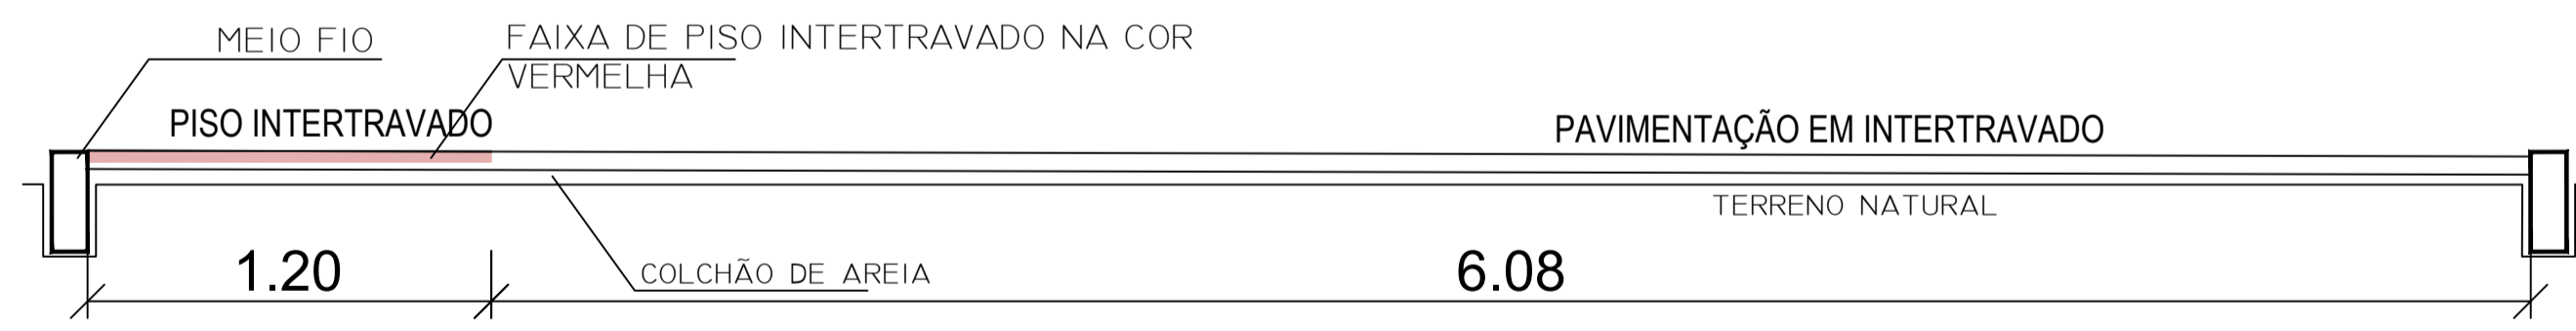 MEIO FIO
FAIXA DE PISO INTERTRAVADO NA COR
VERMELHA
PISO INTERTRAVADO
PAVIMENTAÇÃO EM INTERTRAVADO
TERRENO NATURAL
1.20
COLCHÃO DE AREIA
6.08